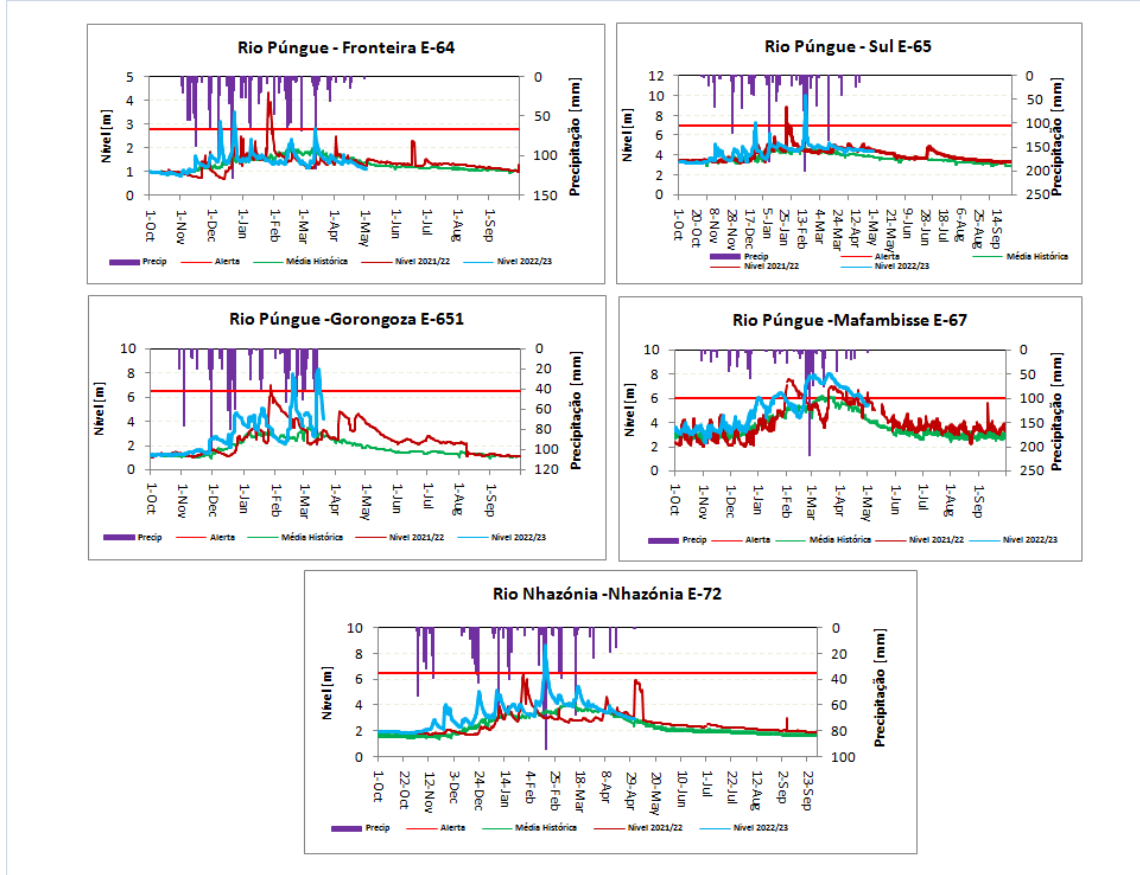 Rio Púngue - Fronteira E-64
Nível [m]
5
4
3
2
1
0
0
50
100
150
Precipitação [mm]
1-Oct
1-Nov
1-Dec
1-Jan
1-Feb
1-Mar
1-Apr
1-May
1-Jun
1-Jul
1-Aug
1-Sep
Precip
Alerta
Média Histórica
Nivel 2021/22
Nivel 2022/23
Rio Púngue - Sul E-65
Nível [m]
12
10
8
6
4
2
0
0
50
100
150
200
250
Precipitação [mm]
1-Oct
20-Oct
8-Nov
28-Nov
17-Dec
5-Jan
25-Jan
13-Feb
4-Mar
24-Mar
12-Apr
1-May
21-May
9-Jun
28-Jun
18-Jul
6-Aug
25-Aug
14-Sep
Precip
Alerta
Média Histórica
Nivel 2021/22
Nivel 2022/23
Rio Púngue -Gorongoza E-651
Nível [m]
10
8
6
4
2
0
0
20
40
60
80
100
120
Precipitação [mm]
1-Oct
1-Nov
1-Dec
1-Jan
1-Feb
1-Mar
1-Apr
1-May
1-Jun
1-Jul
1-Aug
1-Sep
Precip
Alerta
Média Histórica
Nivel 2021/22
Nivel 2022/23
Rio Púngue -Mafambisse E-67
Nível [m]
10
8
6
4
2
0
0
50
100
150
200
250
Precipitação [mm]
1-Oct
1-Nov
1-Dec
1-Jan
1-Feb
1-Mar
1-Apr
1-May
1-Jun
1-Jul
1-Aug
1-Sep
Precip
Alerta
Média Histórica
Nivel 2021/22
Nivel 2022/23
Rio Nhazónia -Nhazónia E-72
Nível [m]
10
8
6
4
2
0
0
20
40
60
80
100
Precipitação [mm]
1-Oct
22-Oct
12-Nov
3-Dec
24-Dec
14-Jan
4-Feb
25-Feb
18-Mar
8-Apr
29-Apr
20-May
10-Jun
1-Jul
22-Jul
12-Aug
2-Sep
23-Sep
Precip
Alerta
Média Histórica
Nivel 2021/22
Nivel 2022/23